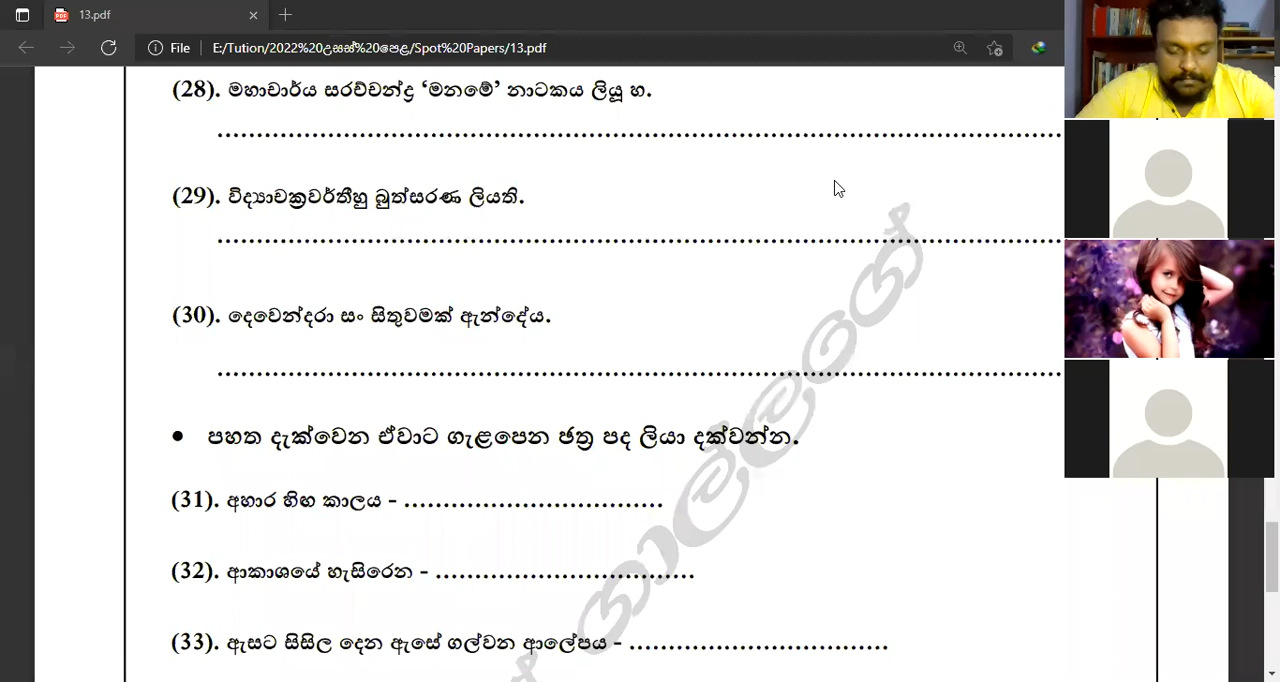 13.pdf
File E:/Tution/2022%20උසස්%20පෙළ/Spot%20Papers/13.pdf
(28). මහාචාර්ය සරච්චන්ද්‍ර ‘මනමේ’ නාටකය ලියූ හ.
(29). විද්‍යාචක්‍රවර්තීහු බුත්සරණ ලියති.
(30). දෙවෙන්දරා සං සිතුවමක් ඇන්දේය.
• පහත දැක්වෙන ඒවාට ගැළපෙන ඡත්‍ර පද ලියා දක්වන්න.
(31). අහාර හිඟ කාලය - .................................
(32). ආකාශයේ හැසිරෙන - .................................
(33). ඇසට සිසිල දෙන ඇසේ ගල්වන ආලේපය - .................................